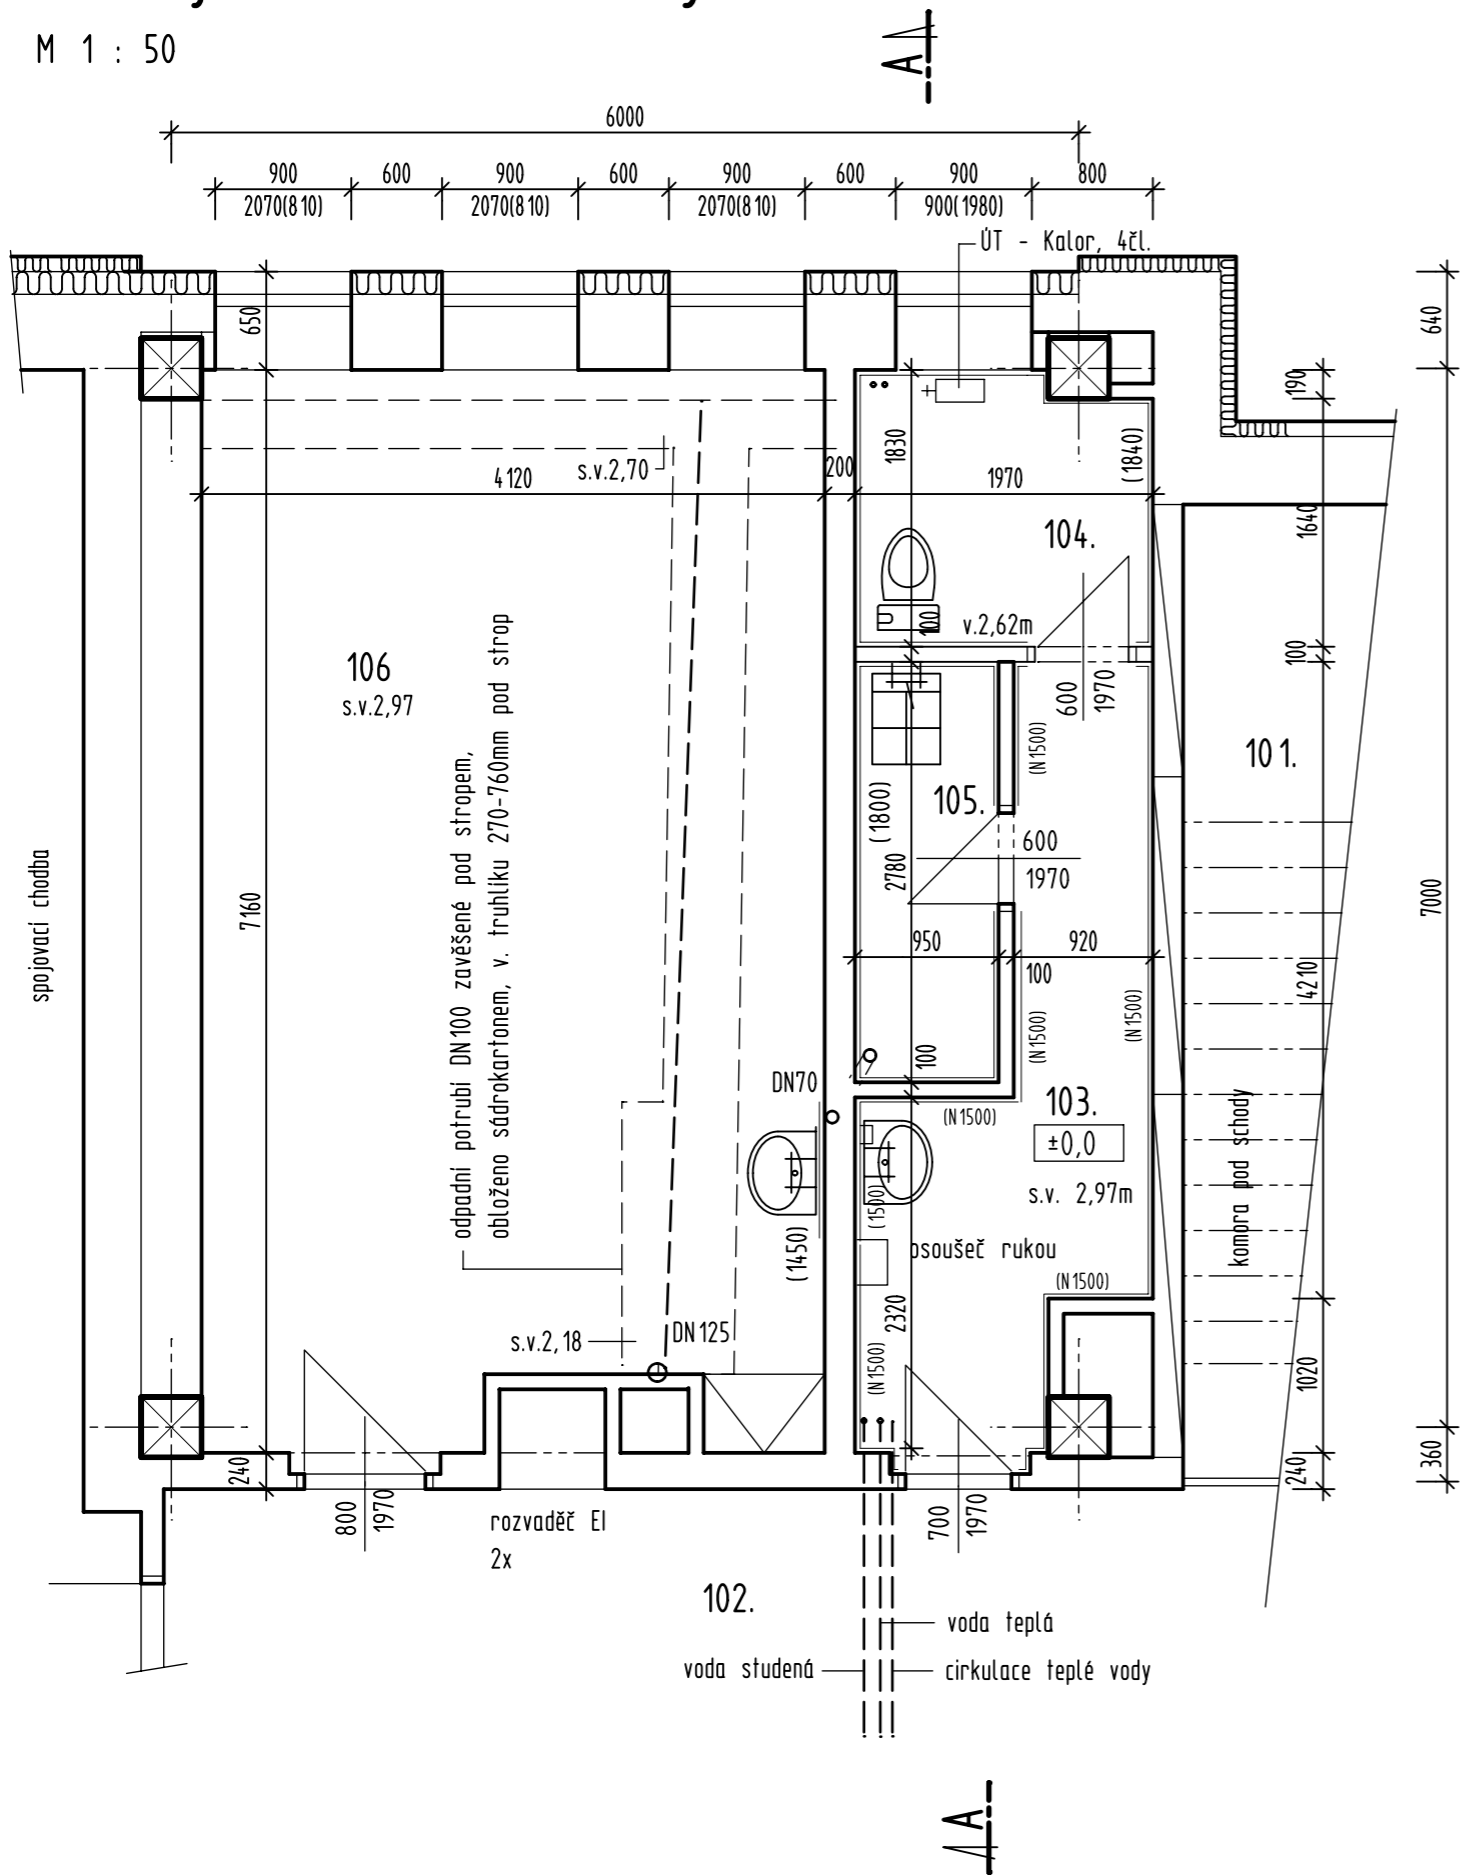 M 1 : 50
A
6000
900
600
900
600
900
600
900
800
2070(810)
2070(810)
2070(810)
900(1980)
ÚT - Kalor, 4čl.
650
640
190
1830
(1840)
s.v.2,70
200
4120
1970
104.
1640
100
v.2,62m
100
106
s.v.2,97
600
1970
(N1500)
101.
105.
(1800)
2780
600
1970
7160
7000
spojovací chodba
odpadní potrubí DN100 zavěšené pod stropem,
obloženo sádrokartonem, v. truhlíku 270-760mm pod strop
950
920
100
4210
(N1500)
(N1500)
100
DN70
103.
(N1500)
±0,0
s.v. 2,97m
komora pod schody
(1500)
(1450)
osoušeč rukou
(N1500)
2320
s.v.2,18
DN125
(N1500)
1020
360
240
240
800
1970
700
1970
rozvaděč El
2x
102.
voda teplá
voda studená
cirkulace teplé vody
A